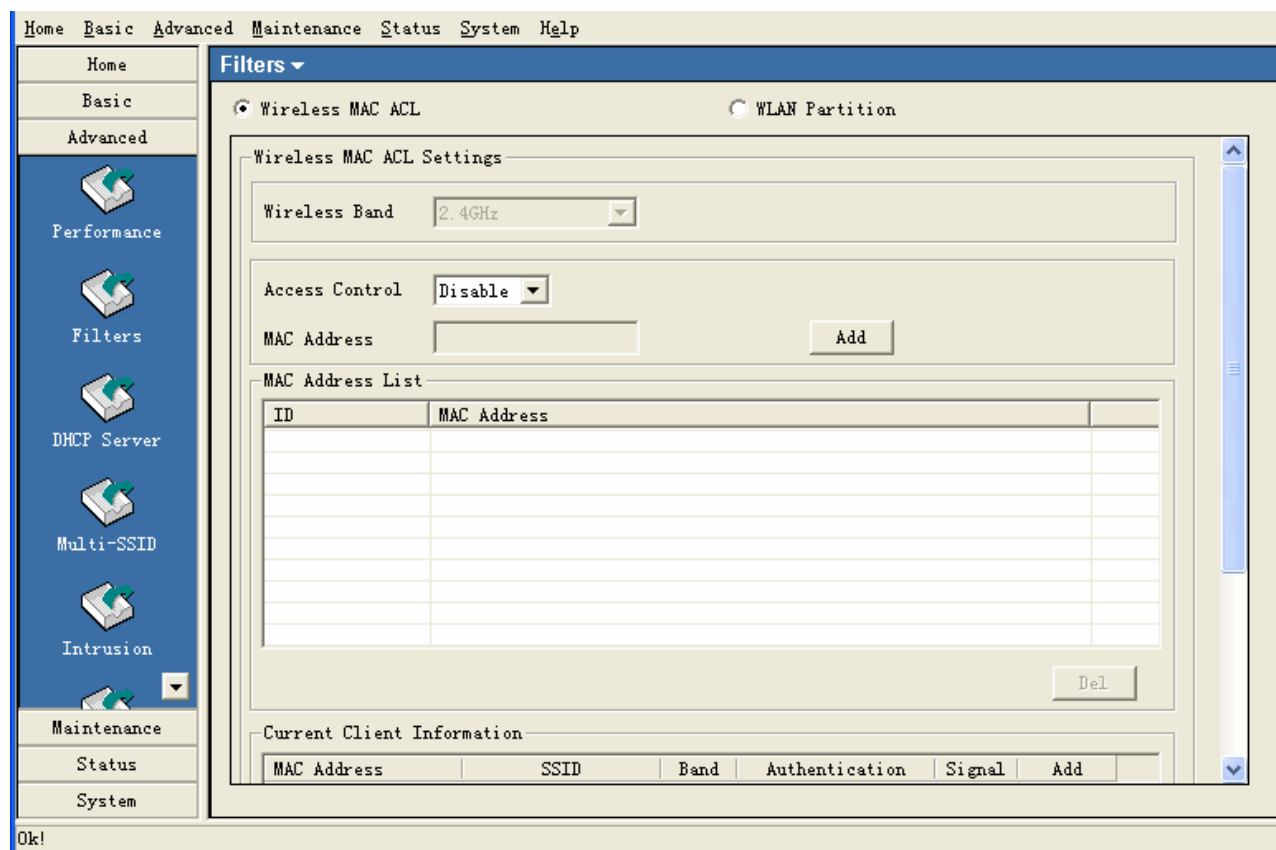 Home Basic Advanced Maintenance Status System Help
Home
Basic
Advanced
Performance
Filters
DHCP Server
Multi-SSID
Intrusion
Maintenance
Status
System
Filters
Wireless MAC ACL WLAN Partition
Wireless MAC ACL Settings
Wireless Band 2.4GHz
Access Control Disable
MAC Address Add
MAC Address List
ID MAC Address
Del
Current Client Information
MAC Address SSID Band Authentication Signal Add
Ok!